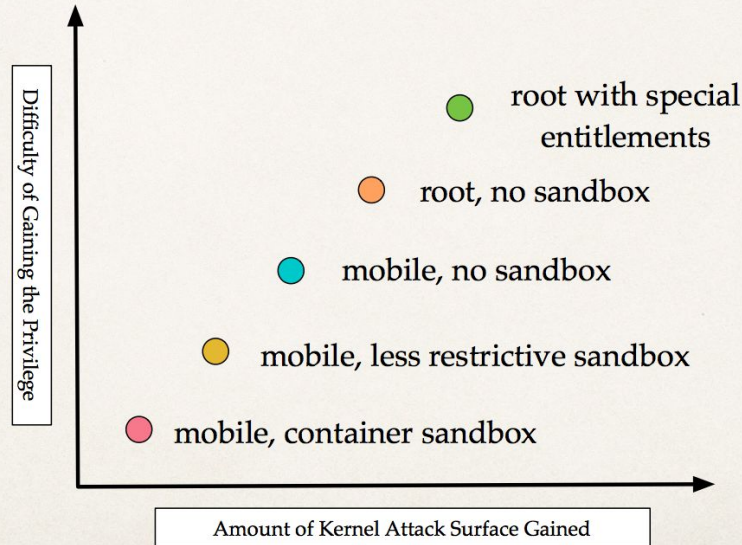 Difficulty of Gaining the Privilege
root with special
entitlements
root, no sandbox
mobile, no sandbox
mobile, less restrictive sandbox
mobile, container sandbox
Amount of Kernel Attack Surface Gained